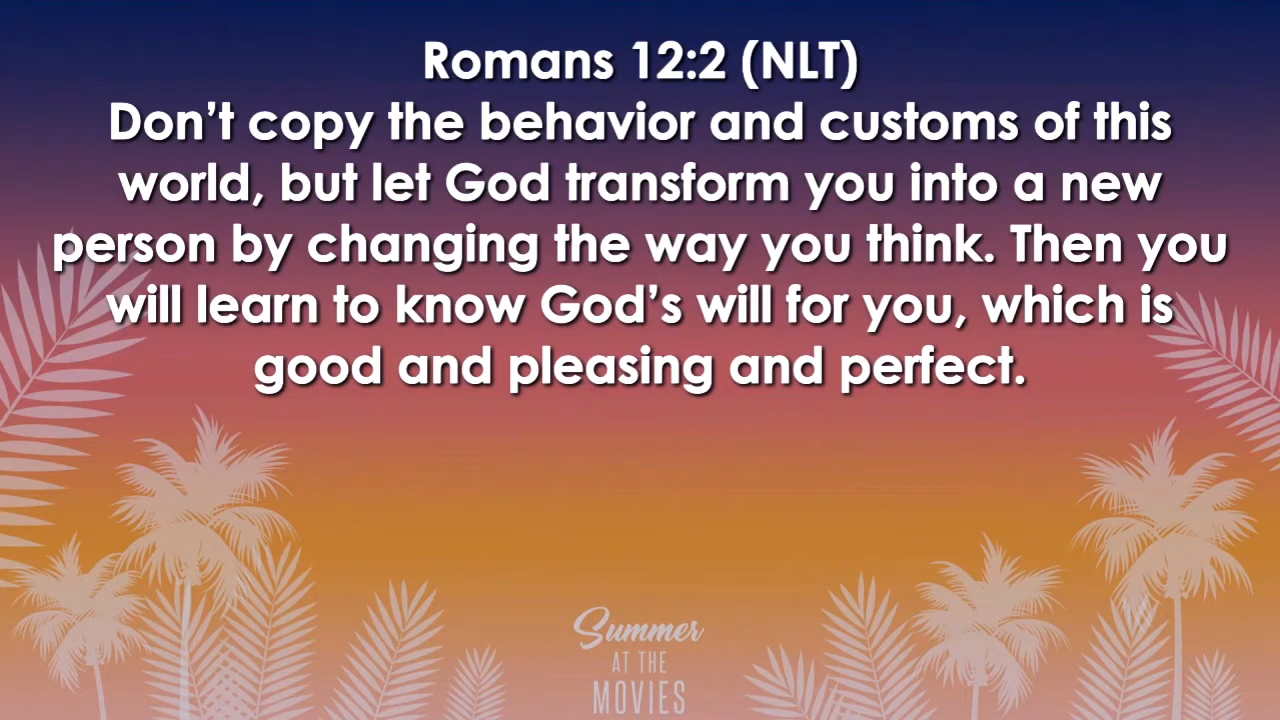 Romans 12:2 (NLT)
Don’t copy the behavior and customs of this
world, but let God transform you into a new
person by changing the way you think. Then you
will learn to know God’s will for you, which is
good and pleasing and perfect.
Summer
AT THE
MOVIES